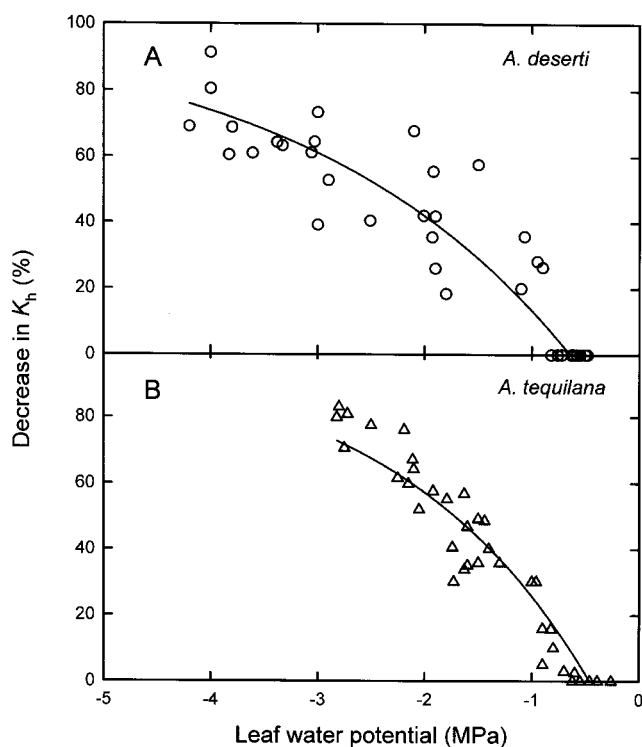 100
A
A. deserti
80
60
40
20
0
B
A. tequilana
80
60
40
20
0
Decrease in Kh (%)
-5
-4
-3
-2
-1
0
Leaf water potential (MPa)